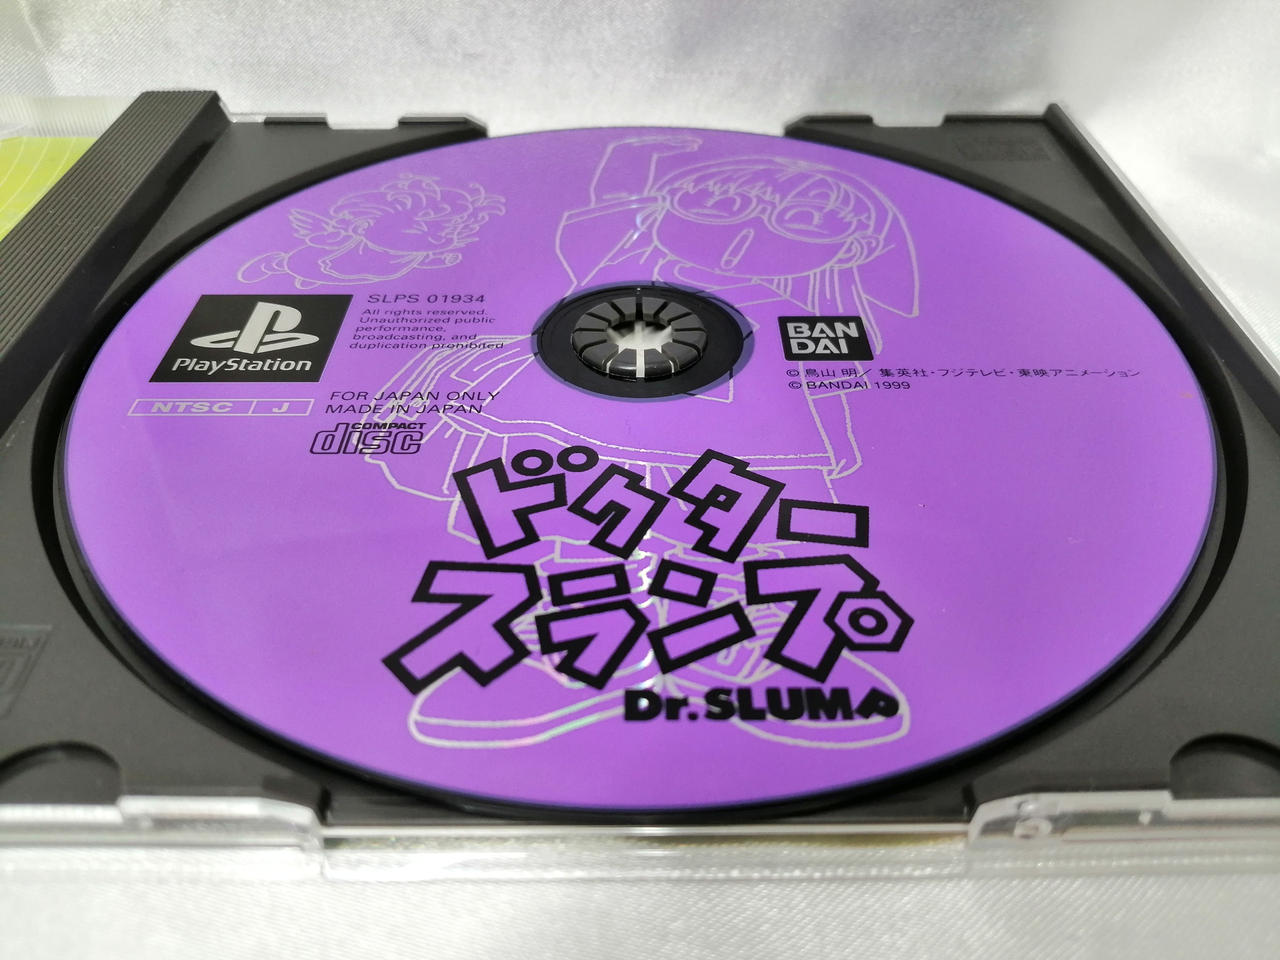 SLPS 01934
All rights reserved.
Unauthorized public
performance,
broadcasting, and
duplication prohibited
PlayStation
NTSC J
FOR JAPAN ONLY
MADE IN JAPAN
COMPACT
disc
BAN
DAI
© 鳥山 明／ 集英社・フジテレビ・東映アニメーション
© BANDAI 1999
ドクター
スランプ
Dr.SLUMP